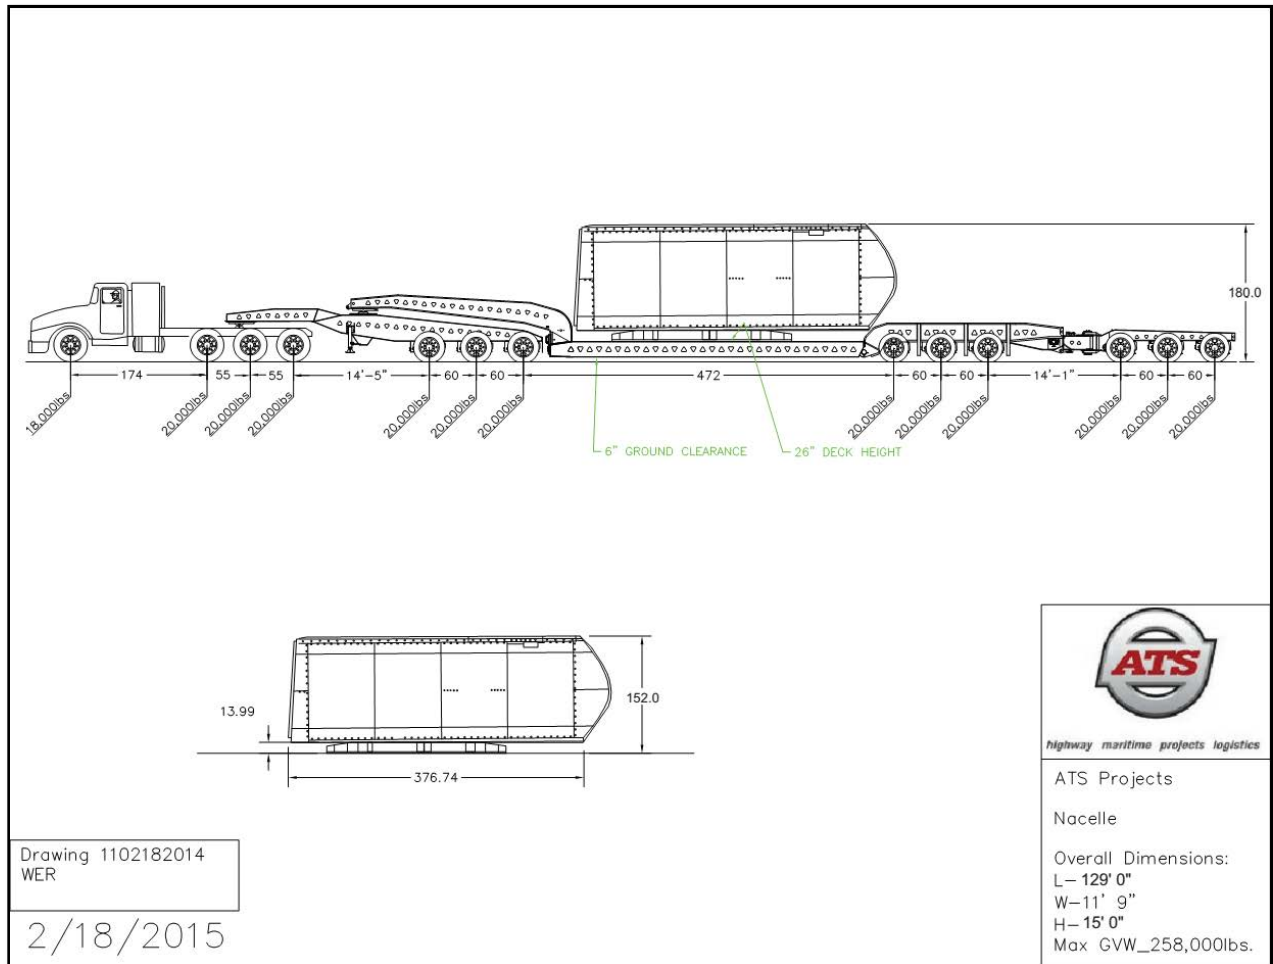 180.0
174
55
55
14'-5"
60
60
472
60
60
14'-1"
60
60
18,000lbs
20,000lbs
20,000lbs
20,000lbs
20,000lbs
20,000lbs
20,000lbs
20,000lbs
20,000lbs
20,000lbs
20,000lbs
20,000lbs
20,000lbs
6" GROUND CLEARANCE
26" DECK HEIGHT
152.0
13.99
376.74
ATS
highway maritime projects logistics
ATS Projects
Nacelle
Overall Dimensions:
L- 129' 0"
W-11' 9"
H- 15' 0"
Max GVW_258,000lbs.
Drawing 1102182014
WER
2/18/2015